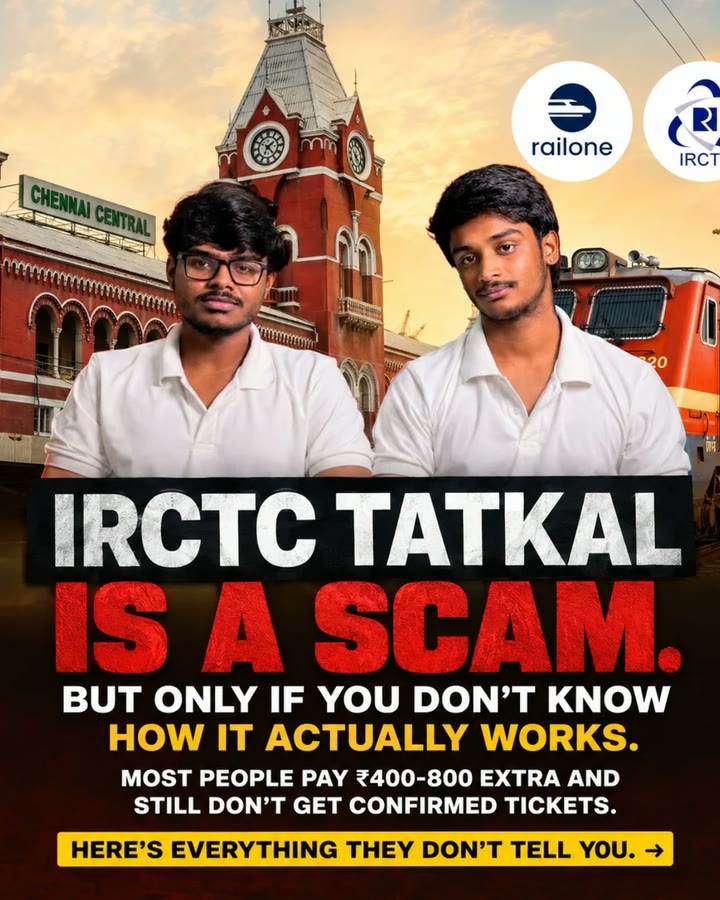 CHENNAI CENTRAL
railone
IRCT
IRCTC TATKAL
IS A SCAM.
BUT ONLY IF YOU DON'T KNOW
HOW IT ACTUALLY WORKS.
MOST PEOPLE PAY ₹400-800 EXTRA AND
STILL DON'T GET CONFIRMED TICKETS.
HERE'S EVERYTHING THEY DON'T TELL YOU. →